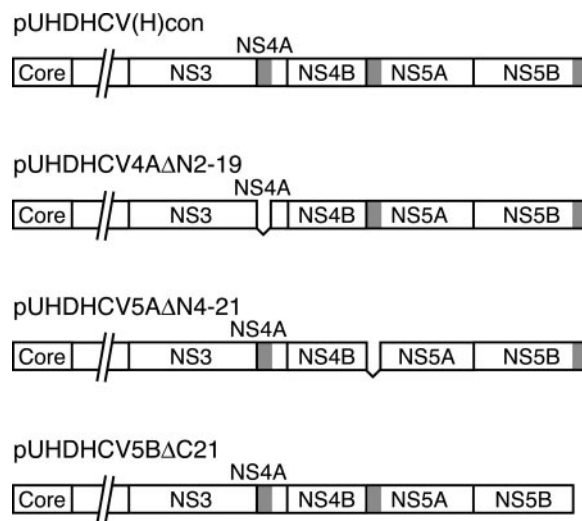 pUHDHCV(H)con
NS4A
Core NS3 NS4B NS5A NS5B
pUHDHCV4AΔN2-19
NS4A
Core NS3 NS4B NS5A NS5B
pUHDHCV5AΔN4-21
NS4A
Core NS3 NS4B NS5A NS5B
pUHDHCV5BΔC21
NS4A
Core NS3 NS4B NS5A NS5B